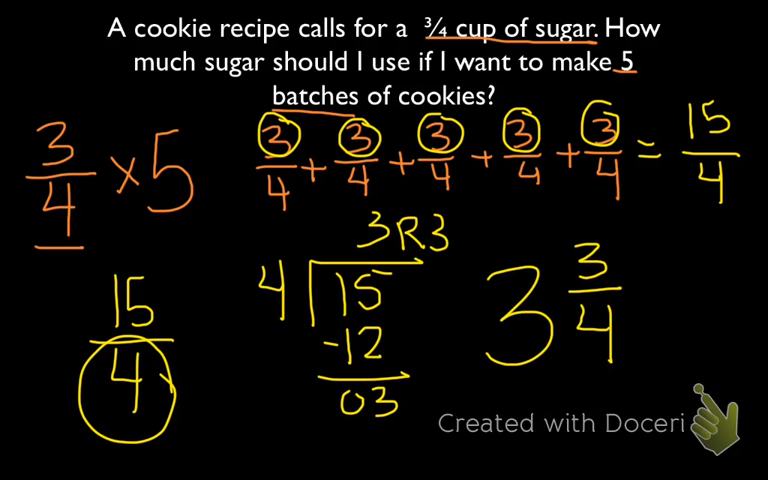 A cookie recipe calls for a ¾ cup of sugar. How
much sugar should I use if I want to make 5
batches of cookies?
3/4 × 5
3/4 + 3/4 + 3/4 + 3/4 + 3/4 = 15/4
15/4
3R3
4 15
-12
03
3 3/4
Created with Doceri